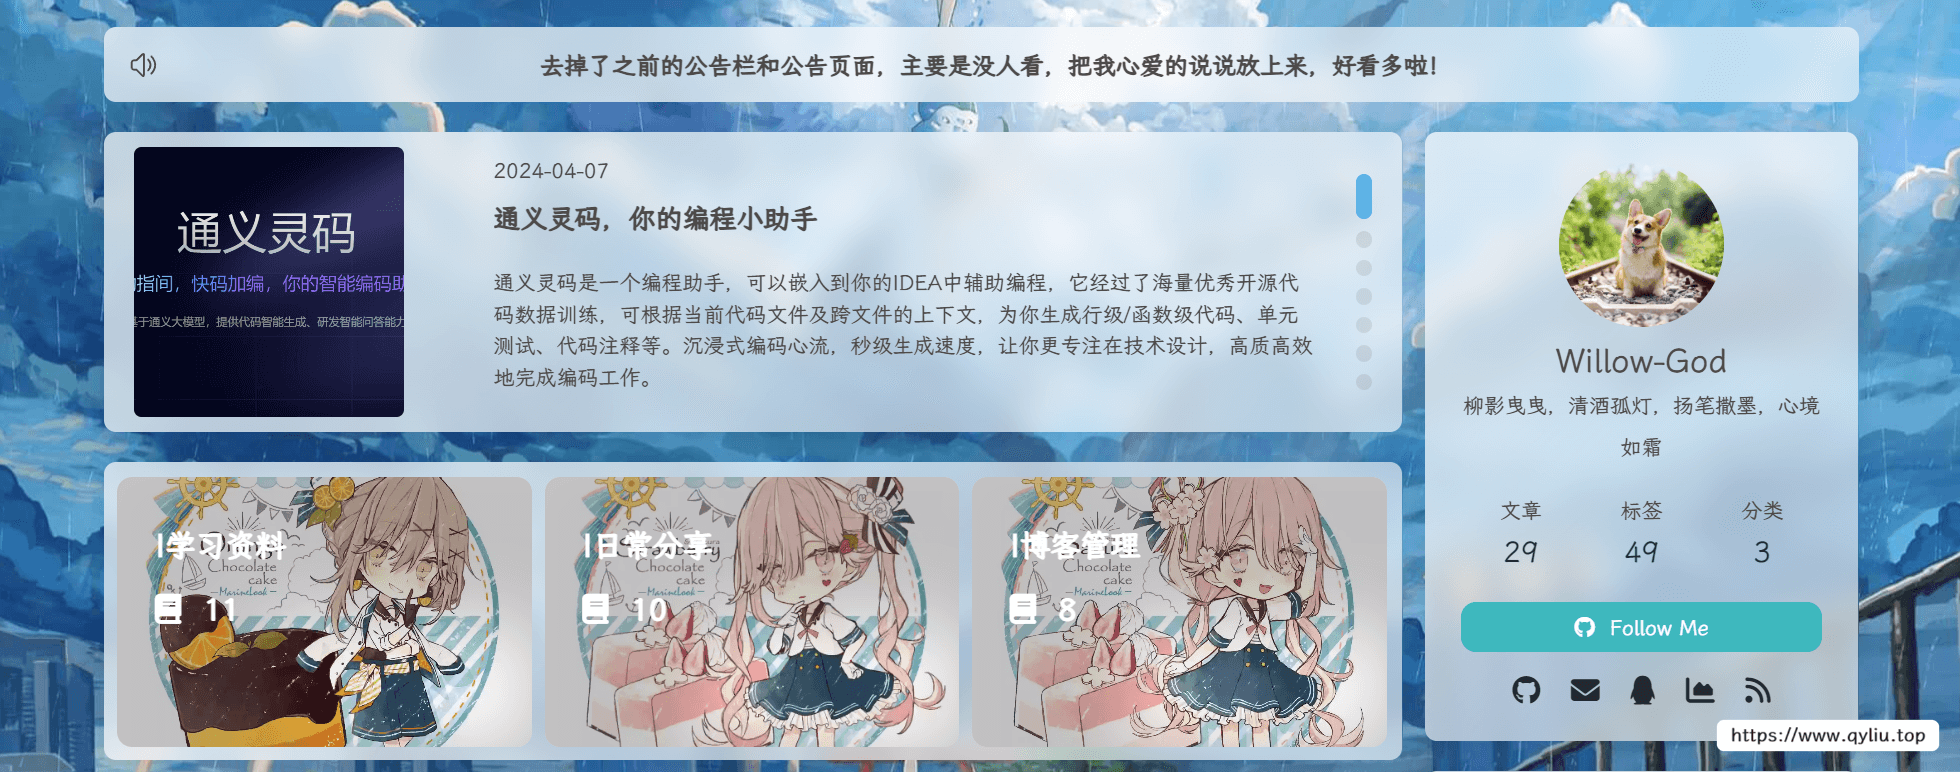 去掉了之前的公告栏和公告页面，主要是没人看，把我心爱的说说放上来，好看多啦！
通义灵码
指间，快码加编，你的智能编码助
基于通义大模型，提供代码智能生成、研发智能问答能力
2024-04-07
通义灵码，你的编程小助手
通义灵码是一个编程助手，可以嵌入到你的IDEA中辅助编程，它经过了海量优秀开源代
码数据训练，可根据当前代码文件及跨文件的上下文，为你生成行级/函数级代码、单元
测试、代码注释等。沉浸式编码心流，秒级生成速度，让你更专注在技术设计，高质高效
地完成编码工作。
|学习资料
Chocolate
cake
MarineLook
11
|日常分享
Chocolate
cake
MarineLook
10
|博客管理
Chocolate
cake
MarineLook
8
Willow-God
柳影曳曳，清酒孤灯，扬笔撒墨，心境
如霜
文章 标签 分类
29 49 3
Follow Me
https://www.qyliu.top